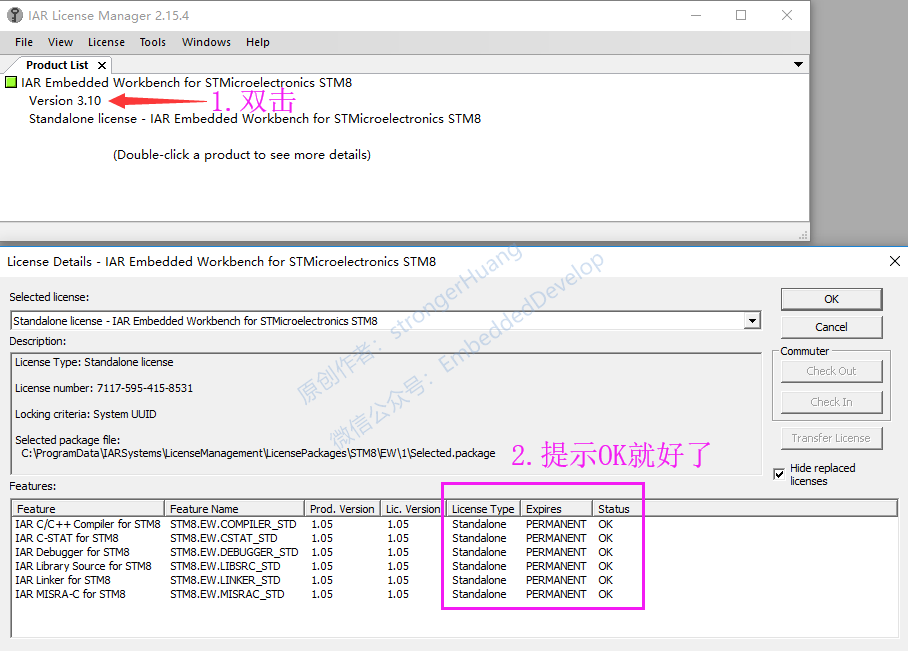 IAR License Manager 2.15.4
File View License Tools Windows Help
Product List
IAR Embedded Workbench for STMicroelectronics STM8
Version 3.10
1.双击
Standalone license - IAR Embedded Workbench for STMicroelectronics STM8
(Double-click a product to see more details)
License Details - IAR Embedded Workbench for STMicroelectronics STM8
Selected license:
Standalone license - IAR Embedded Workbench for STMicroelectronics STM8
OK
Cancel
Description:
License Type: Standalone license
License number: 7117-595-415-8531
Locking criteria: System UUID
Selected package file:
C:\ProgramData\IARSystems\LicenseManagement\LicensePackages\STM8\EW\1\Selected.package
Commuter
Check Out
Check In
Transfer License
Hide replaced
licenses
原创作者：strongerHuang
微信公众号：EmbeddedDevelop
2.提示OK就好了
Features:
Feature Feature Name Prod. Version Lic. Version License Type Expires Status
IAR C/C++ Compiler for STM8 STM8.EW.COMPILER_STD 1.05 1.05 Standalone PERMANENT OK
IAR C-STAT for STM8 STM8.EW.CSTAT_STD 1.05 1.05 Standalone PERMANENT OK
IAR Debugger for STM8 STM8.EW.DEBUGGER_STD 1.05 1.05 Standalone PERMANENT OK
IAR Library Source for STM8 STM8.EW.LIBSRC_STD 1.05 1.05 Standalone PERMANENT OK
IAR Linker for STM8 STM8.EW.LINKER_STD 1.05 1.05 Standalone PERMANENT OK
IAR MISRA-C for STM8 STM8.EW.MISRAC_STD 1.05 1.05 Standalone PERMANENT OK